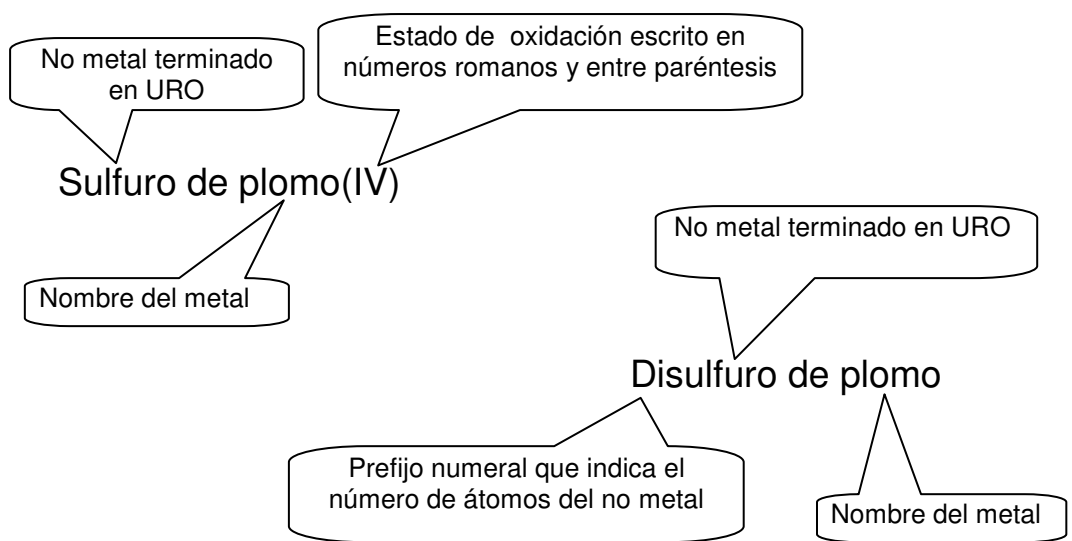 No metal terminado
en URO
Estado de oxidación escrito en
números romanos y entre paréntesis
Sulfuro de plomo(IV)
Nombre del metal
No metal terminado en URO
Disulfuro de plomo
Prefijo numeral que indica el
número de átomos del no metal
Nombre del metal